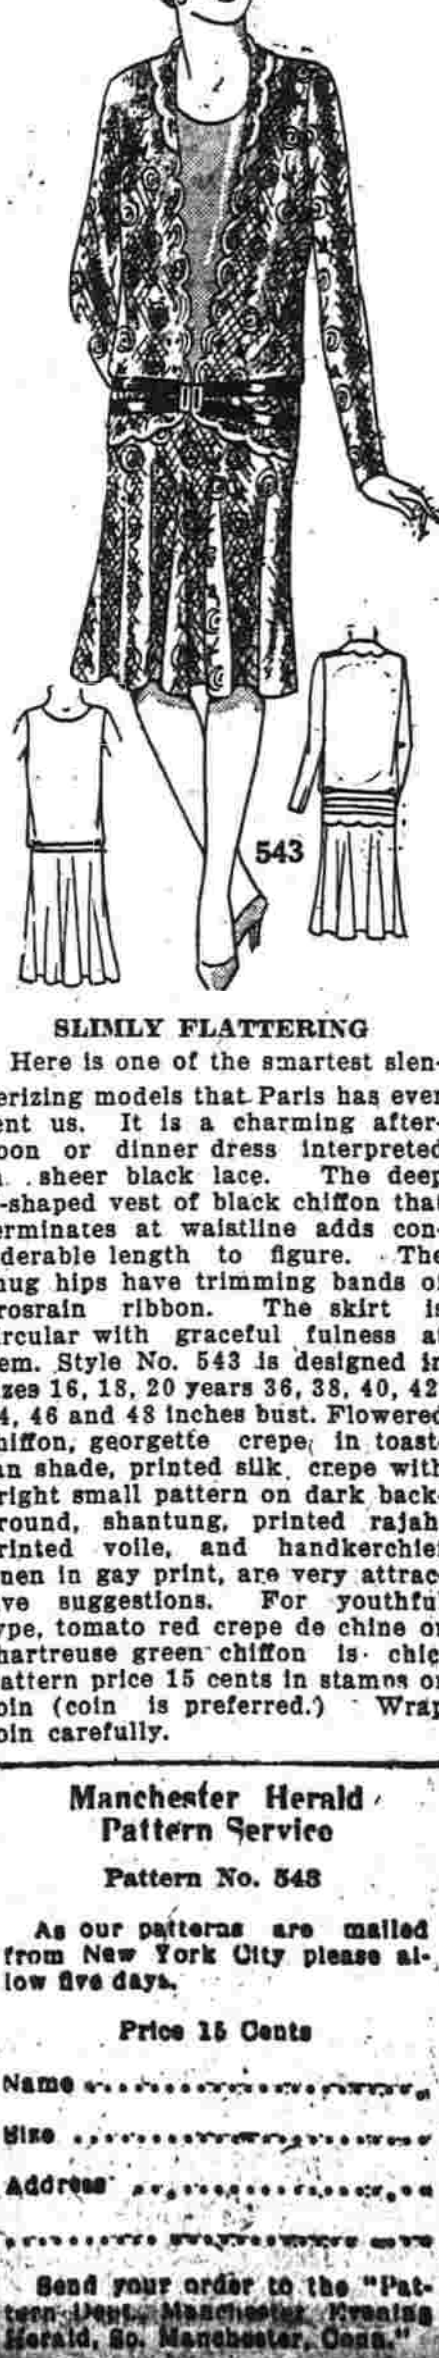 543
SLIMLY FLATTERING
Here is one of the smartest slen-
erizing models that Paris has ever
ent us. It is a charming after-
oon or dinner dress interpreted
. sheer black lace. The deep
-shaped vest of black chiffon that
erminates at waistline adds con-
derable length to figure. The
nug hips have trimming bands of
rosrain ribbon. The skirt is
rcular with graceful fulness at
em. Style No. 543 is designed in
zes 16, 18, 20 years 36, 38, 40, 42,
4, 46 and 48 inches bust. Flowered
hiffon, georgette crepe, in toast-
an shade, printed silk crepe with
right small pattern on dark back-
round, shantung, printed rajah,
rinted voile, and handkerchief
nen in gay print, are very attrac-
ve suggestions. For youthful
ype, tomato red crepe de chine or
hartreuse green chiffon is chic
attern price 15 cents in stamps or
oin (coin is preferred.) Wrap
oin carefully.
Manchester Herald
Pattern Service
Pattern No. 543
As our patterns are mailed
from New York City please al-
low five days.
Price 15 Cents
Name
Size
Address
Send your order to the "Pat-
tern Dept., Manchester Evening
Herald, So. Manchester, Conn."